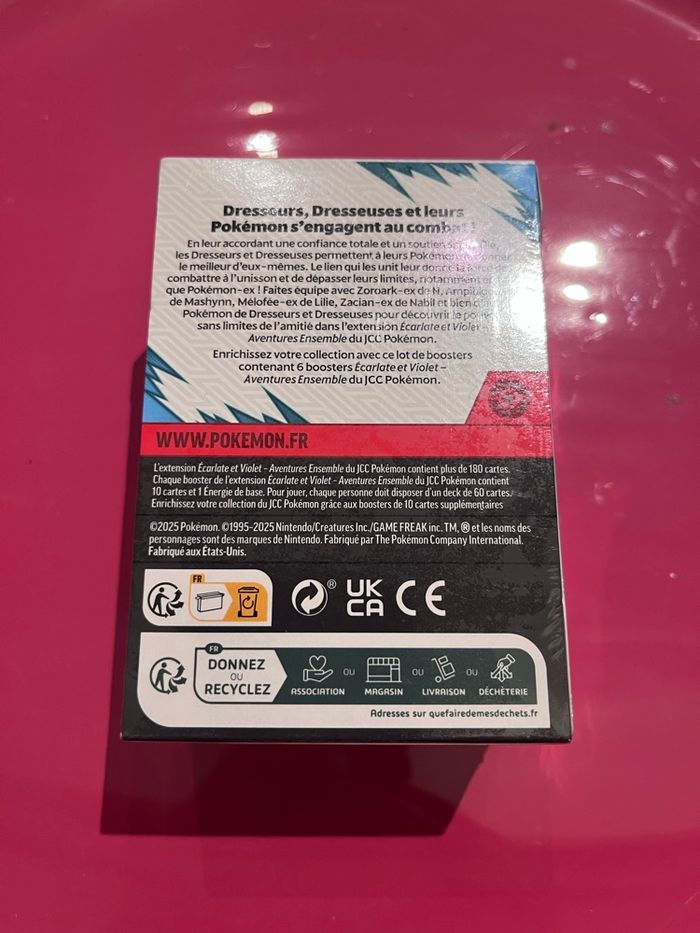 Dresseurs, Dresseuses et leurs
Pokémon s'engagent au combat !
En leur accordant une confiance totale et un soutien
les Dresseurs et Dresseuses permettent à leurs Pokémon
le meilleur d'eux-mêmes. Le lien qui les unit leur donne la force de
combattre à l'unisson et de dépasser leurs limites, notamment
que Pokémon-ex ! Faites équipe avec Zoroark-ex de N,
de Mashynn, Mélofée-ex de Lilie, Zacian-ex de Nabil et bien
Pokémon de Dresseurs et Dresseuses pour découvrir le
sans limites de l'amitié dans l'extension Écarlate et Violet –
Aventures Ensemble du JCC Pokémon.
Enrichissez votre collection avec ce lot de boosters
contenant 6 boosters Écarlate et Violet –
Aventures Ensemble du JCC Pokémon.
WWW.POKEMON.FR
L'extension Écarlate et Violet – Aventures Ensemble du JCC Pokémon contient plus de 180 cartes.
Chaque booster de l'extension Écarlate et Violet – Aventures Ensemble du JCC Pokémon contient
10 cartes et 1 Énergie de base. Pour jouer, chaque personne doit disposer d'un deck de 60 cartes.
Enrichissez votre collection du JCC Pokémon grâce aux boosters de 10 cartes supplémentaires
©2025 Pokémon. ©1995-2025 Nintendo/Creatures Inc./GAME FREAK inc. TM, ® et les noms des
personnages sont des marques de Nintendo. Fabriqué par The Pokémon Company International.
Fabriqué aux États-Unis.
FR
® UK CA CE
FR
DONNEZ
OU
RECYCLEZ
ASSOCIATION OU MAGASIN OU LIVRAISON OU DÉCHÈTERIE
Adresses sur quefairedemesdechets.fr